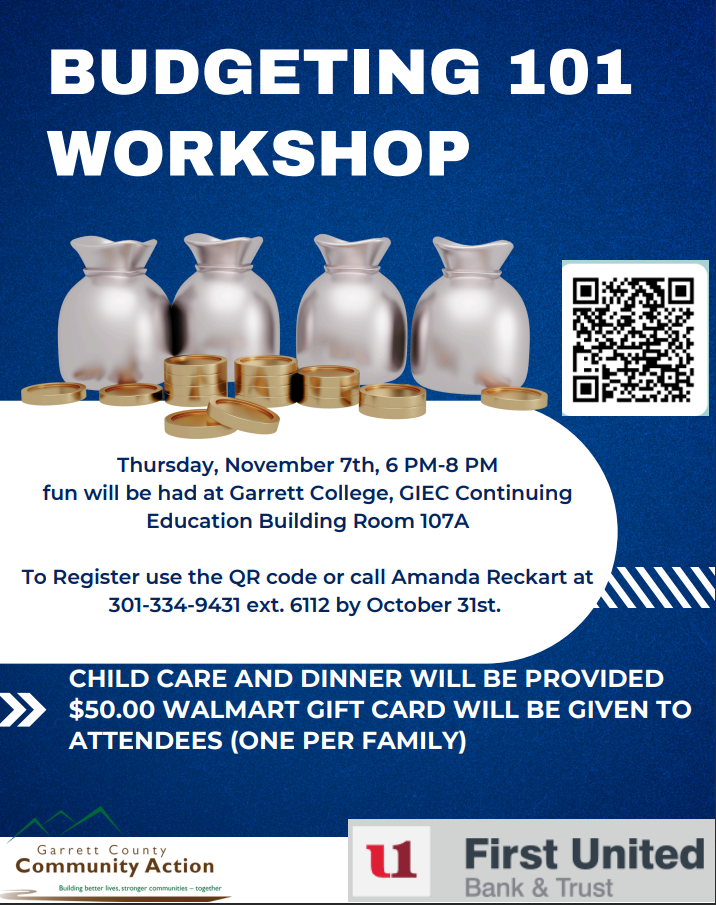 BUDGETING 101
WORKSHOP
Thursday, November 7th, 6 PM-8 PM
fun will be had at Garrett College, GIEC Continuing
Education Building Room 107A
To Register use the QR code or call Amanda Reckart at
301-334-9431 ext. 6112 by October 31st.
CHILD CARE AND DINNER WILL BE PROVIDED
$50.00 WALMART GIFT CARD WILL BE GIVEN TO
ATTENDEES (ONE PER FAMILY)
Garrett County
Community Action
Building better lives, stronger communities – together
u1
First United
Bank & Trust